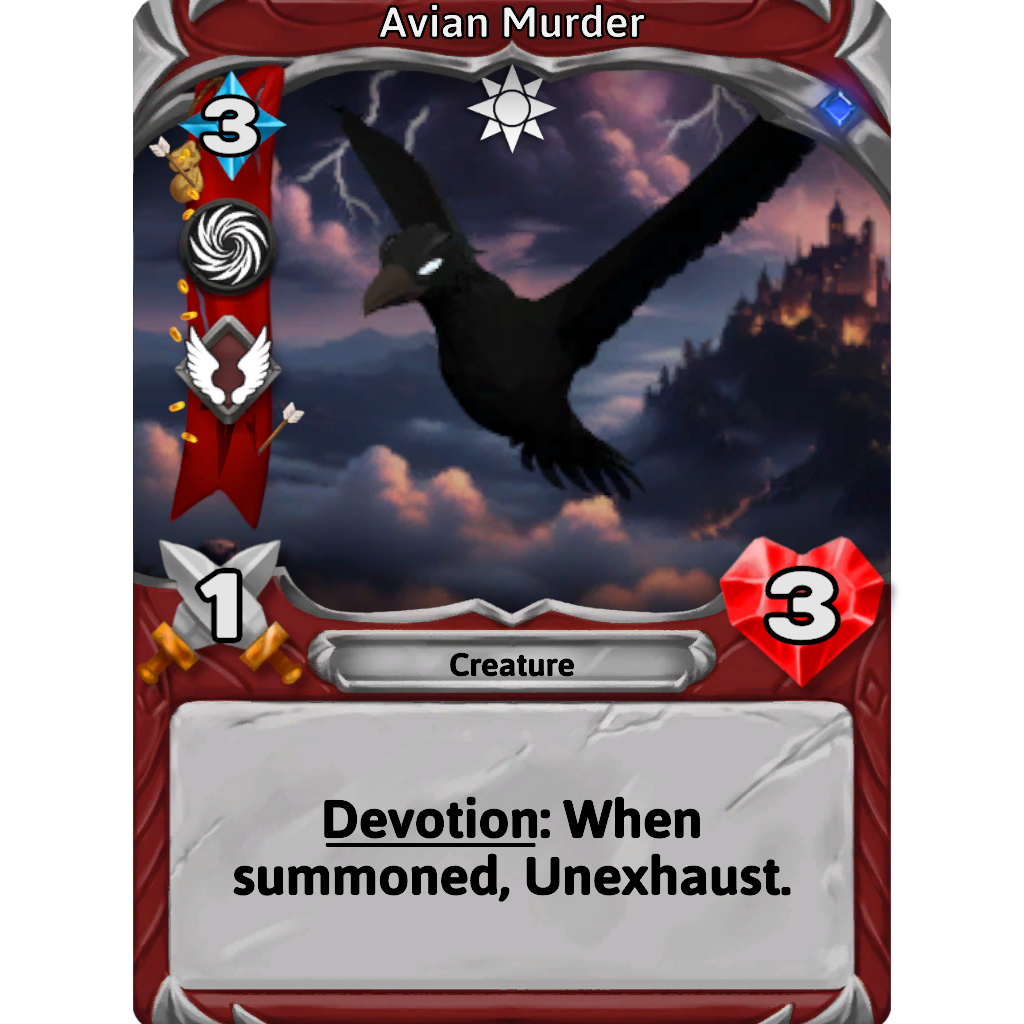 Avian Murder
3
1
3
Creature
Devotion: When
summoned, Unexhaust.